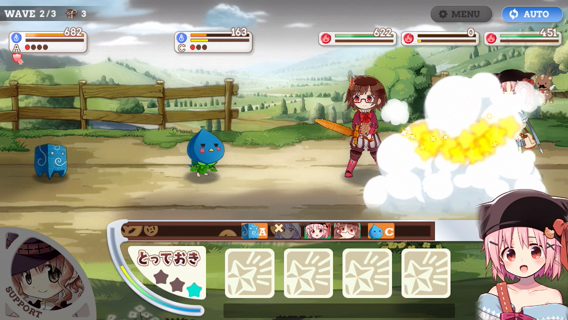 WAVE 2/3 3
MENU
AUTO
682
A
163
C
622
0
451
A
C
とっておき
SUPPORT